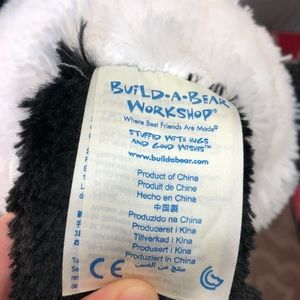 BUiLD-A-BEAR
WORKSHOP®
Where Best Friends Are Made®
STUFFED WITH HUGS
AND GOOD WISHES™
www.buildabear.com
Product of China
Produit de Chine
Hecho en China
中国製
Produzido na China
Produceret i Kina
Tillverkad i Kina
Produsert i Kina
Produziert in China
صنع في الصين
CE